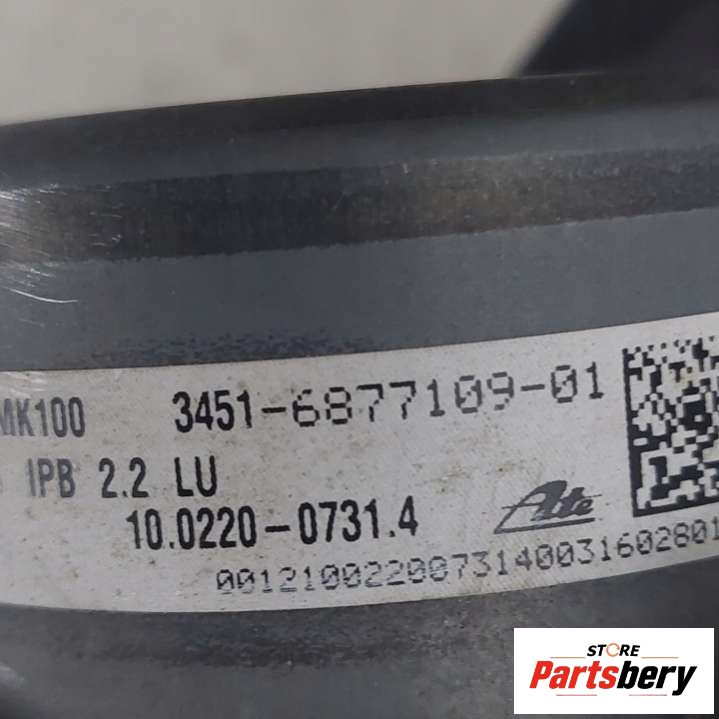 MK100 3451-6877109-01
IPB 2.2 LU
10.0220-0731.4 Ate
0012100220073140031602801
STORE
Partsbery